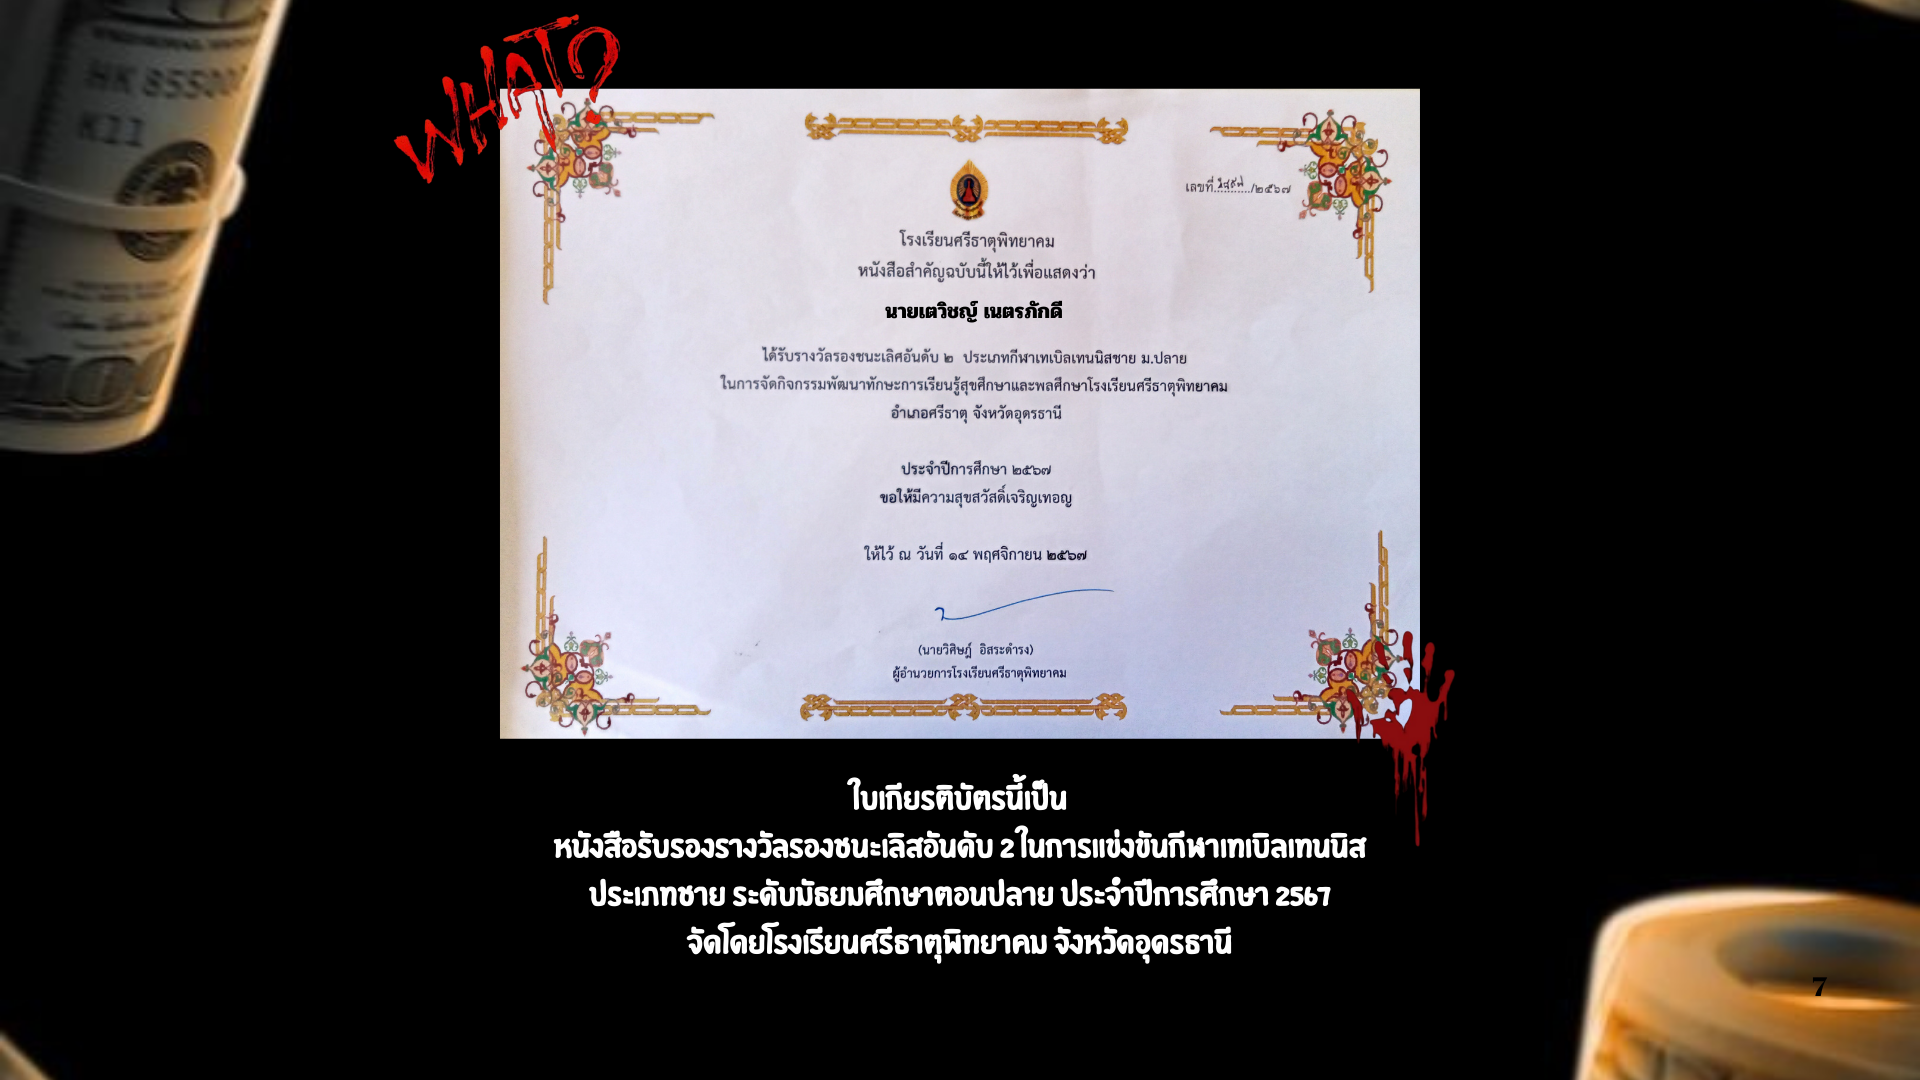 WHAT?
HK 8550
K11
100
เลขที่ ๖๘๙๗ /๒๕๖๗
โรงเรียนศรีธาตุพิทยาคม
หนังสือสำคัญฉบับนี้ให้ไว้เพื่อแสดงว่า
นายเตวิชญ์ เนตรภักดี
ได้รับรางวัลรองชนะเลิศอันดับ ๒ ประเภทกีฬาเทเบิลเทนนิสชาย ม.ปลาย
ในการจัดกิจกรรมพัฒนาทักษะการเรียนรู้สุขศึกษาและพลศึกษาโรงเรียนศรีธาตุพิทยาคม
อำเภอศรีธาตุ จังหวัดอุดรธานี
ประจำปีการศึกษา ๒๕๖๗
ขอให้มีความสุขสวัสดิ์เจริญเทอญ
ให้ไว้ ณ วันที่ ๑๔ พฤศจิกายน ๒๕๖๗
(นายวิศิษฎ์ อิสระดำรง)
ผู้อำนวยการโรงเรียนศรีธาตุพิทยาคม
ใบเกียรติบัตรนี้เป็น
หนังสือรับรองรางวัลรองชนะเลิสอันดับ 2 ในการแข่งขันกีฬาเทเบิลเทนนิส
ประเภทชาย ระดับมัธยมศึกษาตอนปลาย ประจำปีการศึกษา 2567
จัดโดยโรงเรียนศรีธาตุพิทยาคม จังหวัดอุดรธานี
7